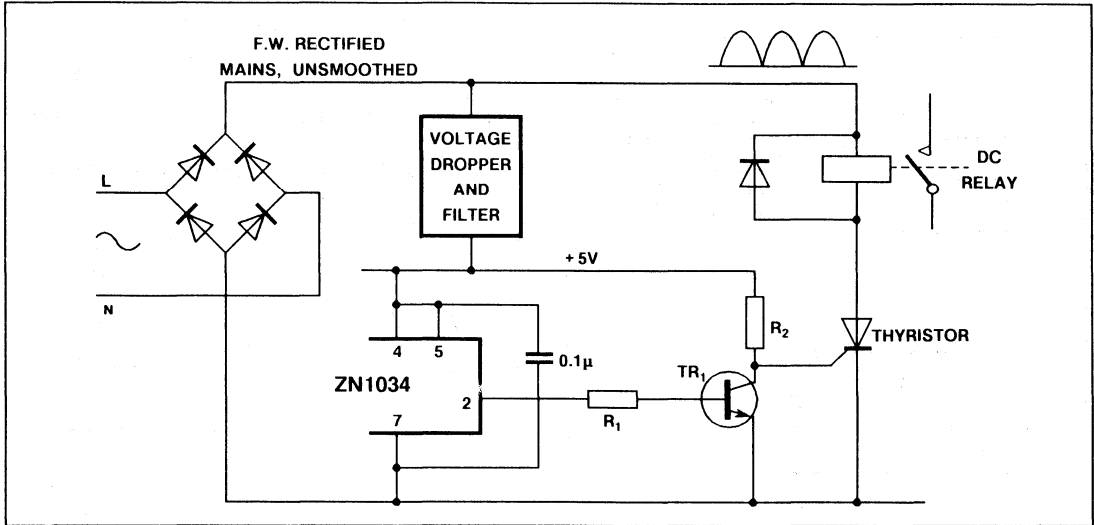 F.W. RECTIFIED
MAINS, UNSMOOTHED
VOLTAGE
DROPPER
AND
FILTER
DC
RELAY
L
N
+ 5V
R2
THYRISTOR
4
5
0.1μ
ZN1034
2
7
R1
TR1